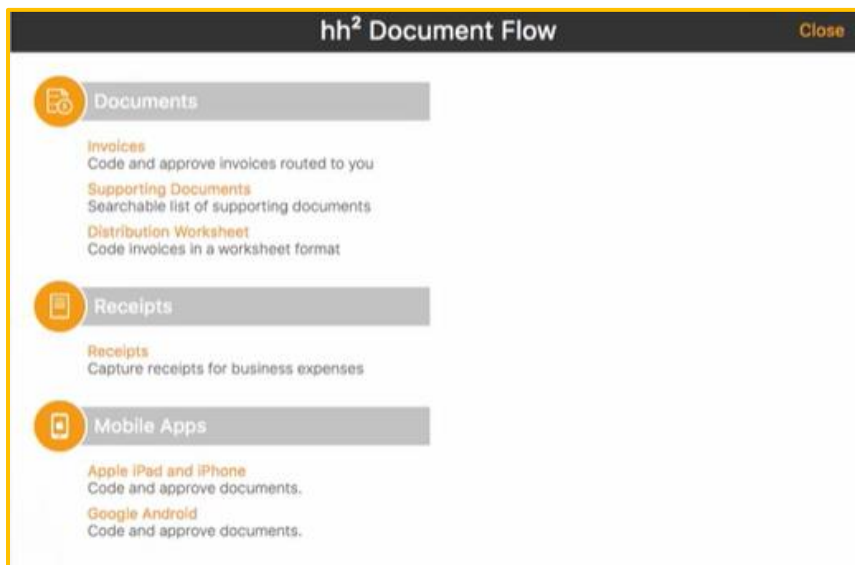 hh² Document Flow
Close
Documents
Invoices
Code and approve invoices routed to you
Supporting Documents
Searchable list of supporting documents
Distribution Worksheet
Code invoices in a worksheet format
Receipts
Receipts
Capture receipts for business expenses
Mobile Apps
Apple iPad and iPhone
Code and approve documents.
Google Android
Code and approve documents.